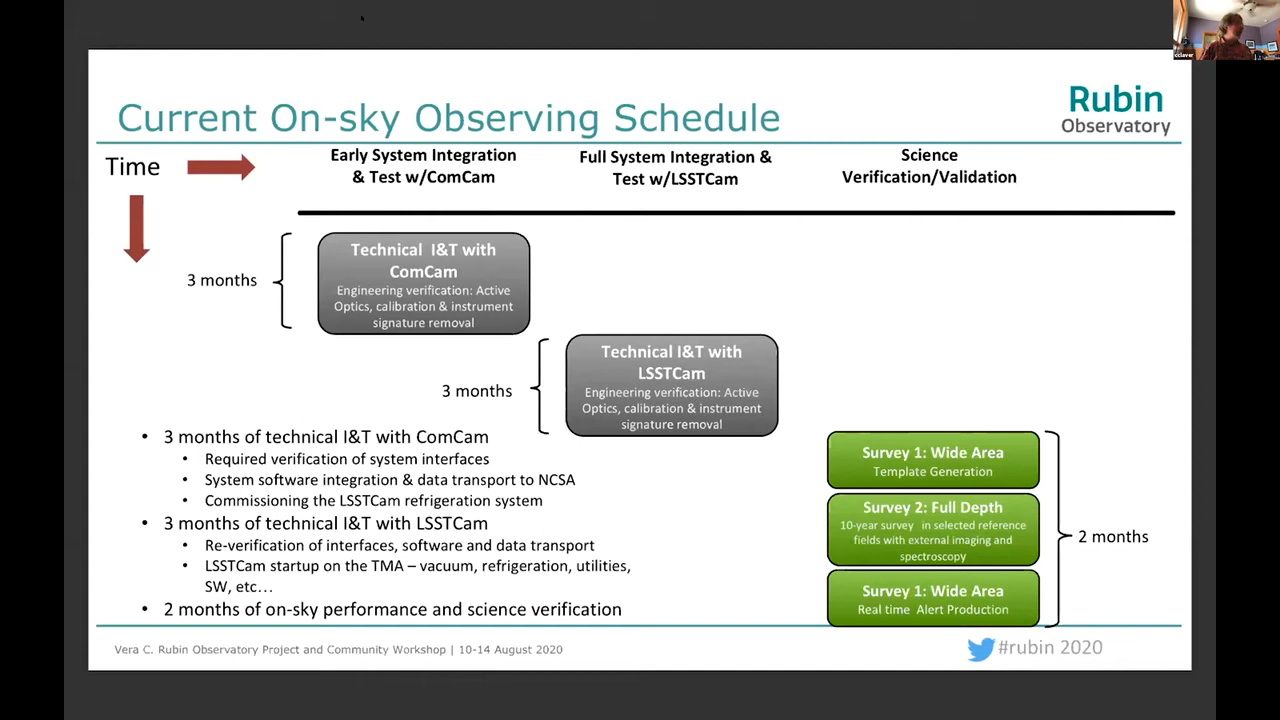 Current On-sky Observing Schedule
Rubin
Observatory
Time
Early System Integration
& Test w/ComCam
Full System Integration &
Test w/LSSTCam
Science
Verification/Validation
3 months
Technical I&T with
ComCam
Engineering verification: Active
Optics, calibration & instrument
signature removal
3 months
Technical I&T with
LSSTCam
Engineering verification: Active
Optics, calibration & instrument
signature removal
• 3 months of technical I&T with ComCam
• Required verification of system interfaces
• System software integration & data transport to NCSA
• Commissioning the LSSTCam refrigeration system
• 3 months of technical I&T with LSSTCam
• Re-verification of interfaces, software and data transport
• LSSTCam startup on the TMA – vacuum, refrigeration, utilities,
SW, etc…
• 2 months of on-sky performance and science verification
Survey 1: Wide Area
Template Generation
Survey 2: Full Depth
10-year survey in selected reference
fields with external imaging and
spectroscopy
Survey 1: Wide Area
Real time Alert Production
2 months
Vera C. Rubin Observatory Project and Community Workshop | 10-14 August 2020
#rubin 2020
cclaver